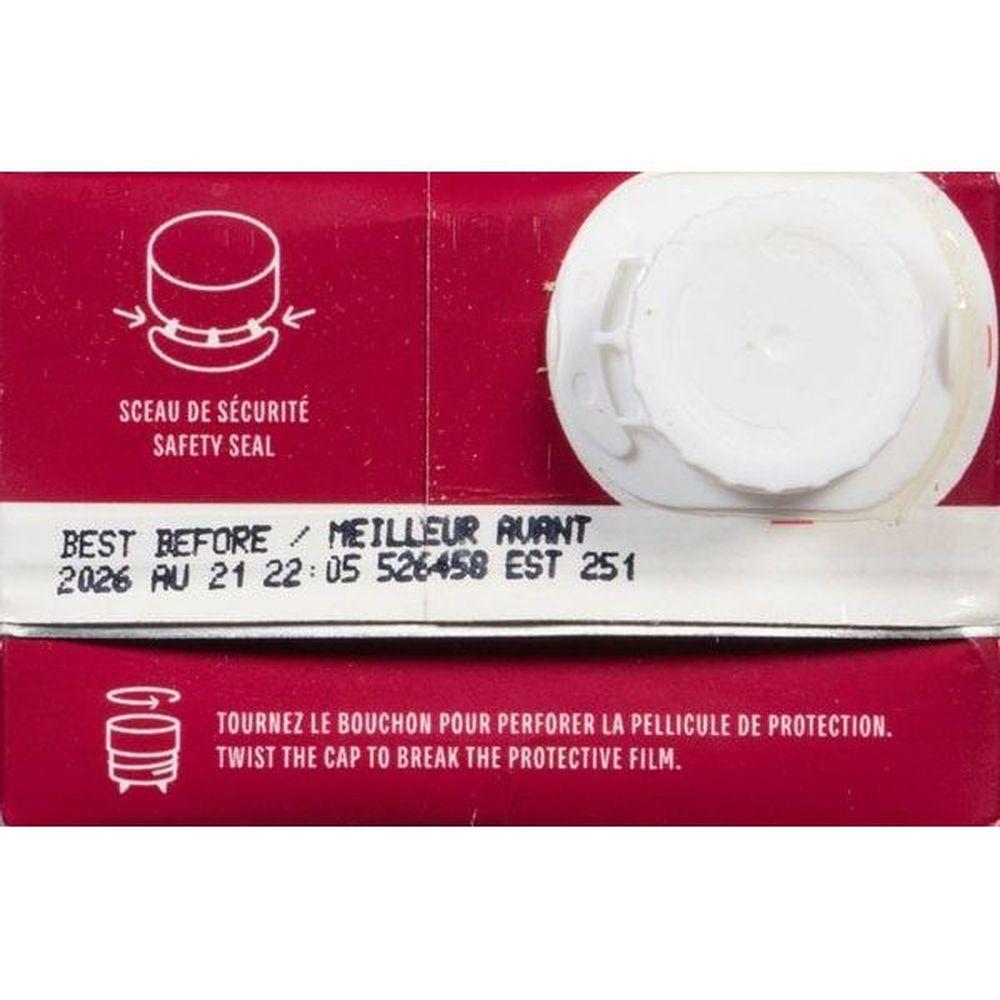 SCEAU DE SÉCURITÉ
SAFETY SEAL
BEST BEFORE / MEILLEUR AVANT
2026 AU 21 22:05 526458 EST 251
TOURNEZ LE BOUCHON POUR PERFORER LA PELLICULE DE PROTECTION.
TWIST THE CAP TO BREAK THE PROTECTIVE FILM.